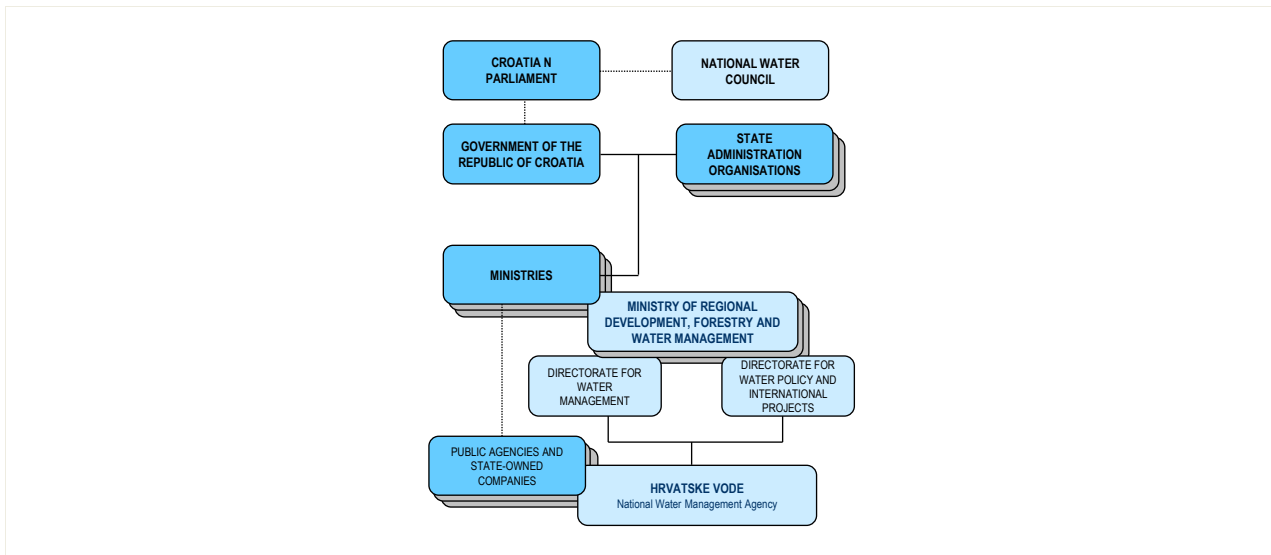 CROATIA N
PARLIAMENT
NATIONAL WATER
COUNCIL
GOVERNMENT OF THE
REPUBLIC OF CROATIA
STATE
ADMINISTRATION
ORGANISATIONS
MINISTRIES
MINISTRY OF REGIONAL
DEVELOPMENT, FORESTRY AND
WATER MANAGEMENT
DIRECTORATE FOR
WATER
MANAGEMENT
DIRECTORATE FOR
WATER POLICY AND
INTERNATIONAL
PROJECTS
PUBLIC AGENCIES AND
STATE-OWNED
COMPANIES
HRVATSKE VODE
National Water Management Agency